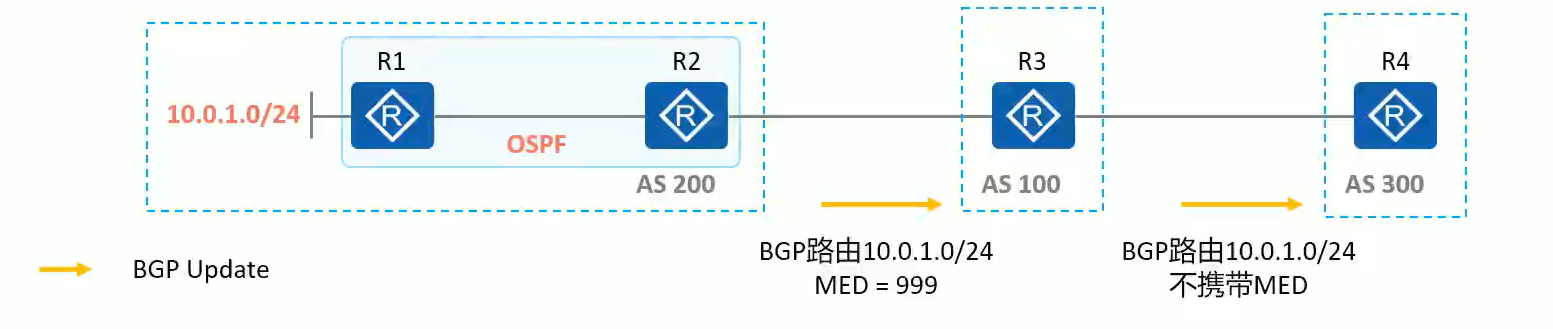 R1
R2
R3
R4
10.0.1.0/24
R
R
R
R
OSPF
AS 200
AS 100
AS 300
BGP路由10.0.1.0/24
MED = 999
BGP路由10.0.1.0/24
不携带MED
BGP Update